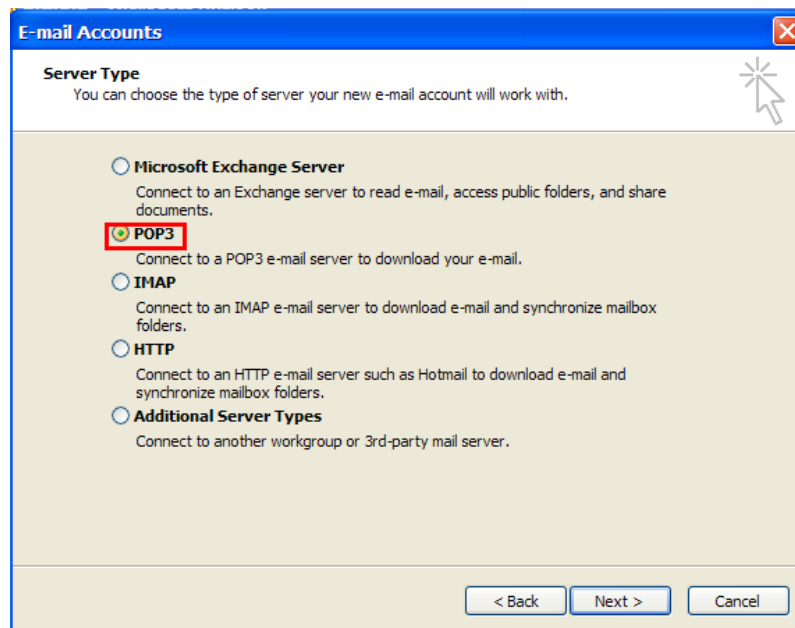 E-mail Accounts
Server Type
You can choose the type of server your new e-mail account will work with.
Microsoft Exchange Server
Connect to an Exchange server to read e-mail, access public folders, and share
documents.
POP3
Connect to a POP3 e-mail server to download your e-mail.
IMAP
Connect to an IMAP e-mail server to download e-mail and synchronize mailbox
folders.
HTTP
Connect to an HTTP e-mail server such as Hotmail to download e-mail and
synchronize mailbox folders.
Additional Server Types
Connect to another workgroup or 3rd-party mail server.
< Back Next > Cancel